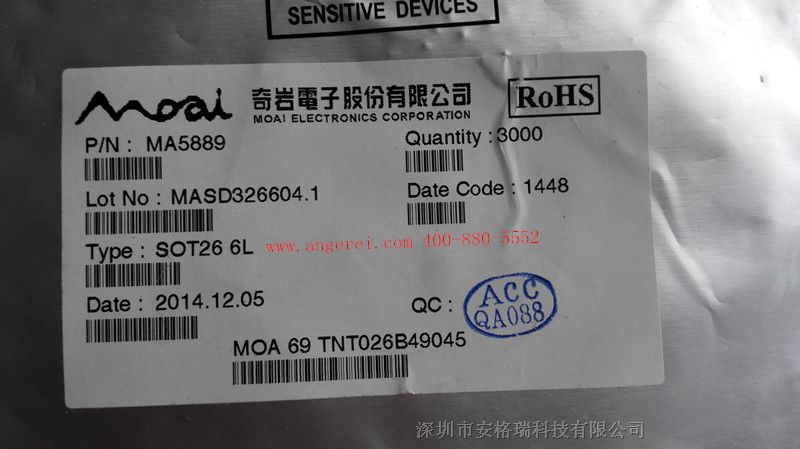 SENSITIVE DEVICES
Moai 奇岩電子股份有限公司 RoHS
MOAI ELECTRONICS CORPORATION
P/N : MA5889 Quantity : 3000
Lot No : MASD326604.1 Date Code : 1448
Type : SOT26 6L www.angerei.com 400-880-5552
Date : 2014.12.05 QC : ACC
QA088
MOA 69 TNT026B49045
深圳市安格瑞科技有限公司